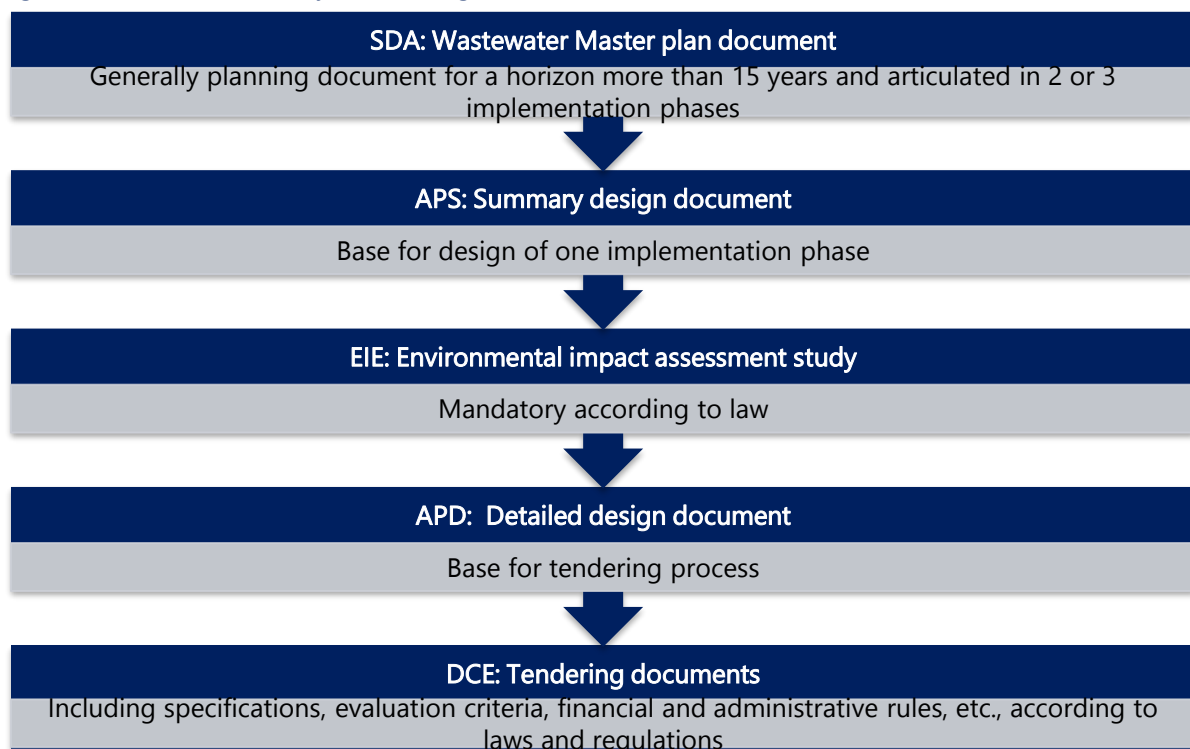 SDA: Wastewater Master plan document
Generally planning document for a horizon more than 15 years and articulated in 2 or 3
implementation phases
APS: Summary design document
Base for design of one implementation phase
EIE: Environmental impact assessment study
Mandatory according to law
APD: Detailed design document
Base for tendering process
DCE: Tendering documents
Including specifications, evaluation criteria, financial and administrative rules, etc., according to
laws and regulations